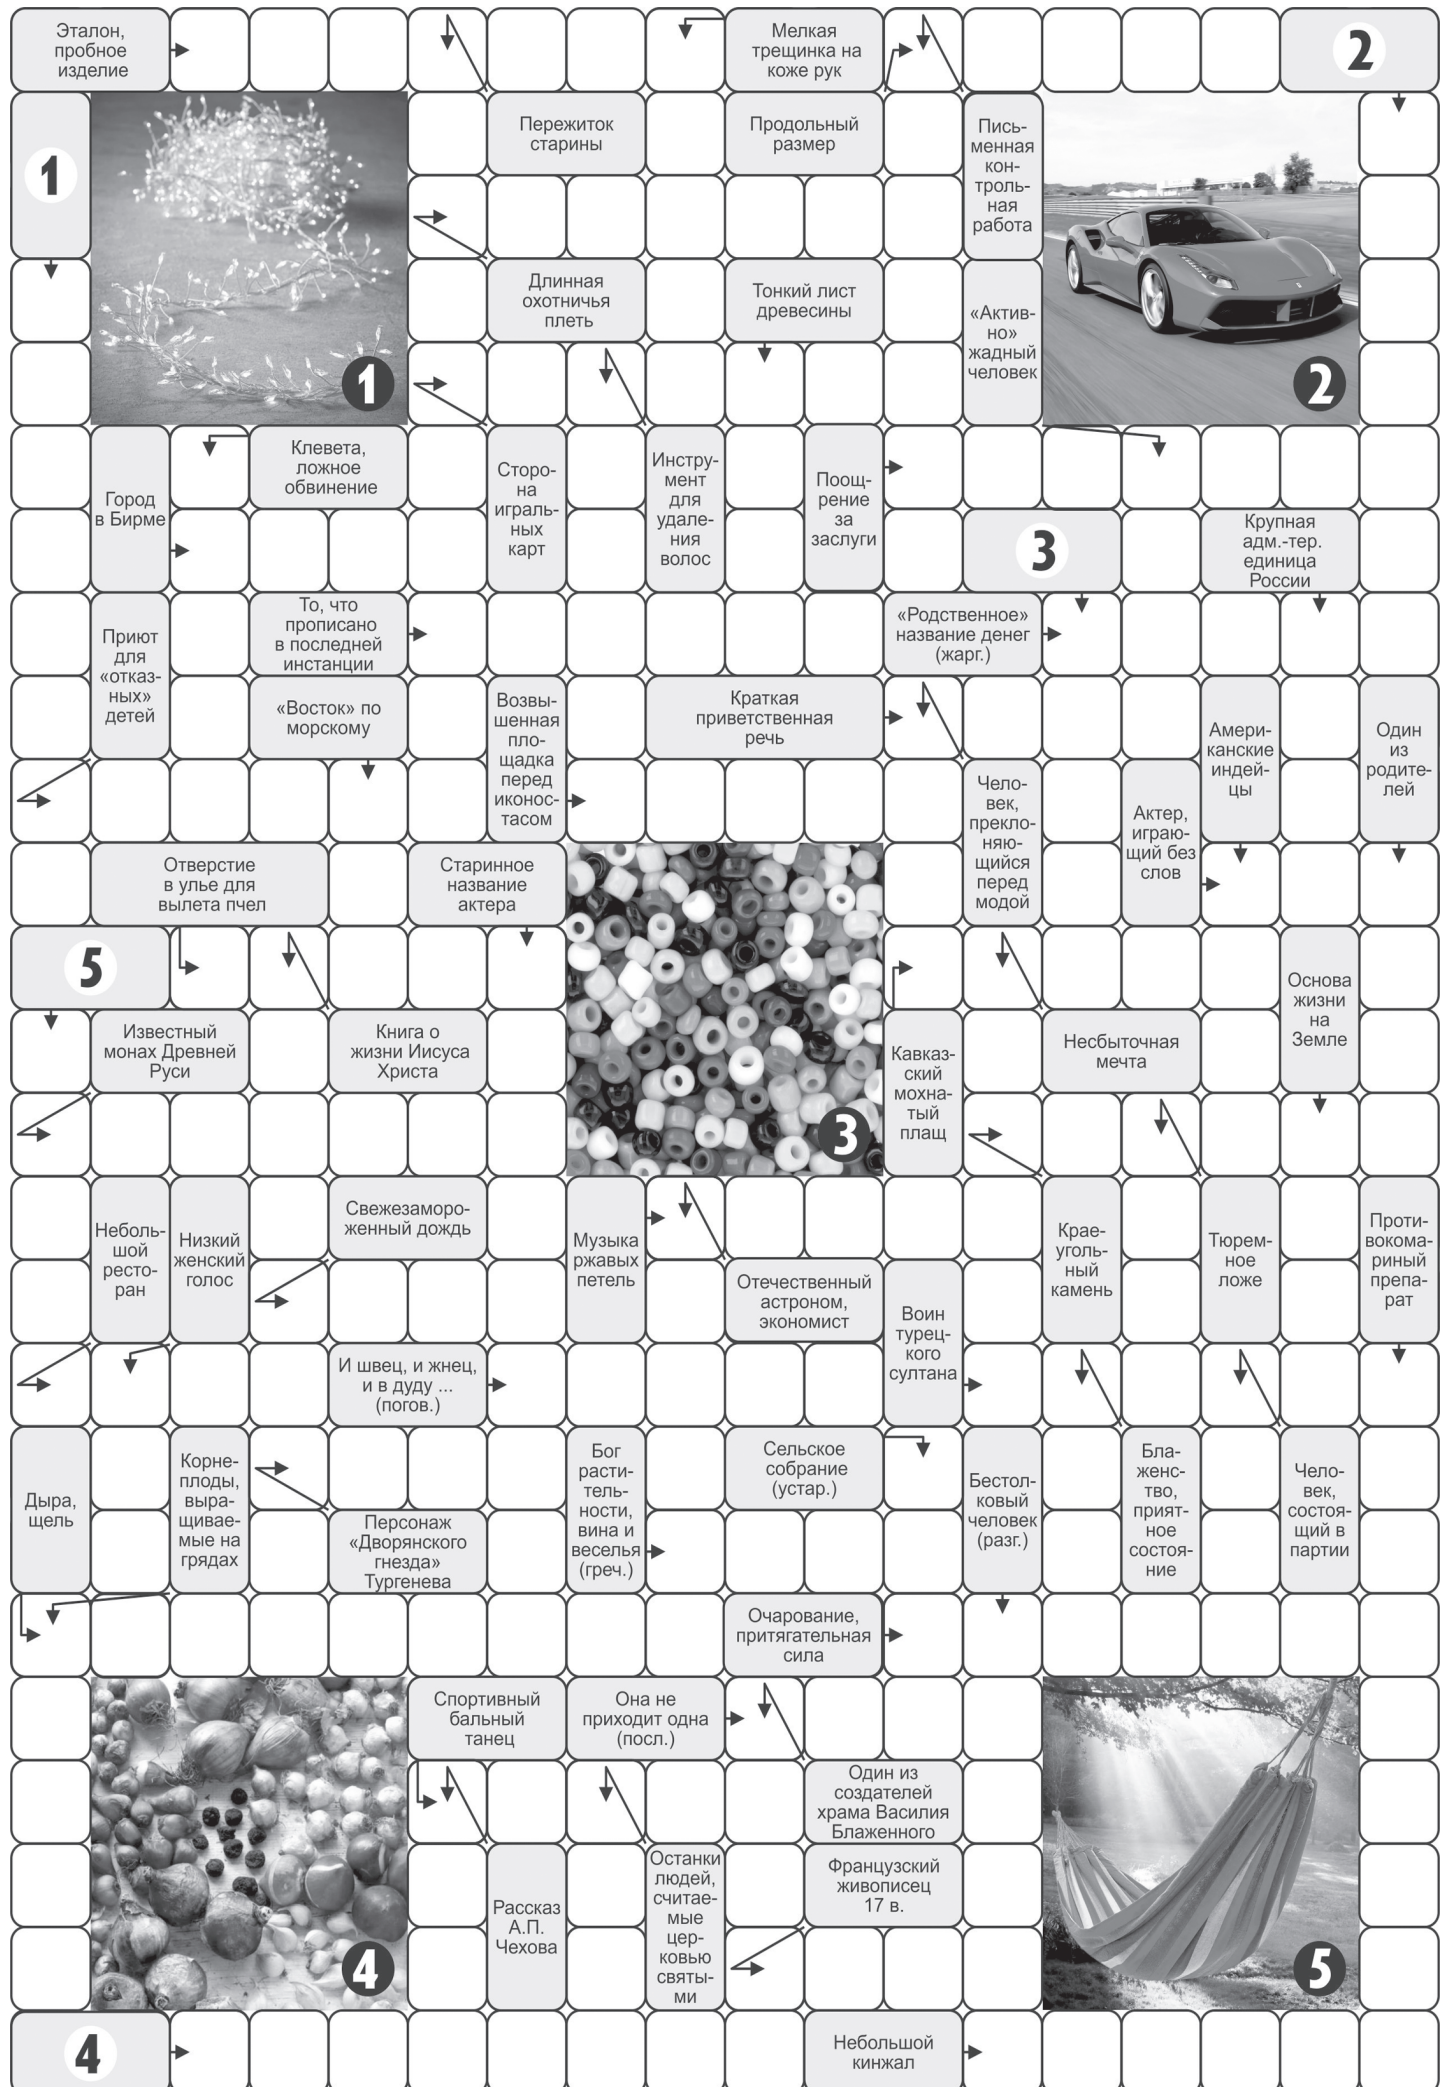 Эталон,
пробное
изделие
Мелкая
трещинка на
коже рук
2
1
Пережиток
старины
Продольный
размер
Пись-
менная
кон-
троль-
ная
работа
Длинная
охотничья
плеть
Тонкий лист
древесины
«Актив-
но»
жадный
человек
1
2
Город
в Бирме
Клевета,
ложное
обвинение
Сторо-
на
играль-
ных
карт
Инстру-
мент
для
удале-
ния
волос
Поощ-
рение
за
заслуги
3
Крупная
адм.-тер.
единица
России
Приют
для
«отказ-
ных»
детей
То, что
прописано
в последней
инстанции
«Родственное»
название денег
(жарг.)
«Восток» по
морскому
Возвы-
шенная
пло-
щадка
перед
иконос-
тасом
Краткая
приветственная
речь
Амери-
канские
индей-
цы
Один
из
родите-
лей
Чело-
век,
прекло-
няю-
щийся
перед
модой
Актер,
играю-
щий без
слов
Отверстие
в улье для
вылета пчел
Старинное
название
актера
5
Основа
жизни
на
Земле
Известный
монах Древней
Руси
Книга о
жизни Иисуса
Христа
Кавказ-
ский
мохна-
тый
плащ
Несбыточная
мечта
3
Неболь-
шой
ресто-
ран
Низкий
женский
голос
Свежезаморо-
женный дождь
Музыка
ржавых
петель
Крае-
уголь-
ный
камень
Тюрем-
ное
ложе
Проти-
вокома-
риный
препа-
рат
Отечественный
астроном,
экономист
Воин
турец-
кого
султана
И швец, и жнец,
и в дуду ...
(погов.)
Дыра,
щель
Корне-
плоды,
выра-
щивае-
мые на
грядах
Бог
расти-
тель-
ности,
вина и
веселья
(греч.)
Сельское
собрание
(устар.)
Бестол-
ковый
человек
(разг.)
Бла-
женс-
тво,
прият-
ное
состоя-
ние
Чело-
век,
состоя-
щий в
партии
Персонаж
«Дворянского
гнезда»
Тургенева
Очарование,
притягательная
сила
Спортивный
бальный
танец
Она не
приходит одна
(посл.)
Один из
создателей
храма Василия
Блаженного
Рассказ
А.П.
Чехова
Останки
людей,
считае-
мые
цер-
ковью
святы-
ми
Французский
живописец
17 в.
4
5
4
Небольшой
кинжал